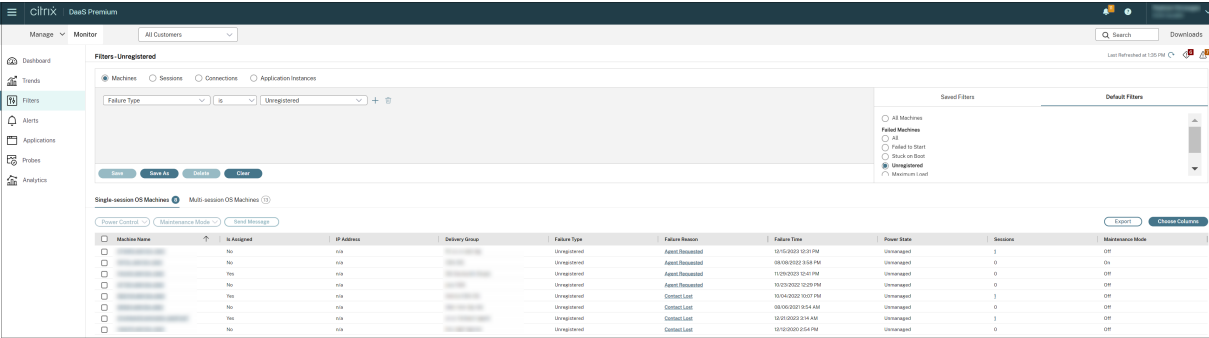 citrix DaaS Premium
Manage Monitor All Customers Search Downloads
Dashboard
Trends
Filters
Alerts
Applications
Probes
Analytics
Filters - Unregistered Last Refreshed at 1:35 PM
Machines Sessions Connections Application Instances
Failure Type is Unregistered
Saved Filters Default Filters
All Machines
Failed Machines
All
Failed to Start
Stuck on Boot
Unregistered
Maximum Load
Save Save As Delete Clear
Single-session OS Machines 8 Multi-session OS Machines
Power Control Maintenance Mode Send Message Export Choose Columns
Machine Name Is Assigned IP Address Delivery Group Failure Type Failure Reason Failure Time Power State Sessions Maintenance Mode
No n/a Unregistered Agent Requested 12/15/2023 12:31 PM Unmanaged 1 Off
No n/a Unregistered Agent Requested 08/08/2022 3:58 PM Unmanaged 0 On
Yes n/a Unregistered Agent Requested 11/29/2023 12:41 PM Unmanaged 0 Off
No n/a Unregistered Agent Requested 10/23/2022 12:29 PM Unmanaged 0 Off
Yes n/a Unregistered Contact Lost 10/04/2022 10:07 PM Unmanaged 1 Off
No n/a Unregistered Contact Lost 08/06/2021 9:54 AM Unmanaged 0 Off
Yes n/a Unregistered Contact Lost 12/21/2023 3:14 AM Unmanaged 1 Off
No n/a Unregistered Contact Lost 12/12/2020 2:54 PM Unmanaged 0 Off